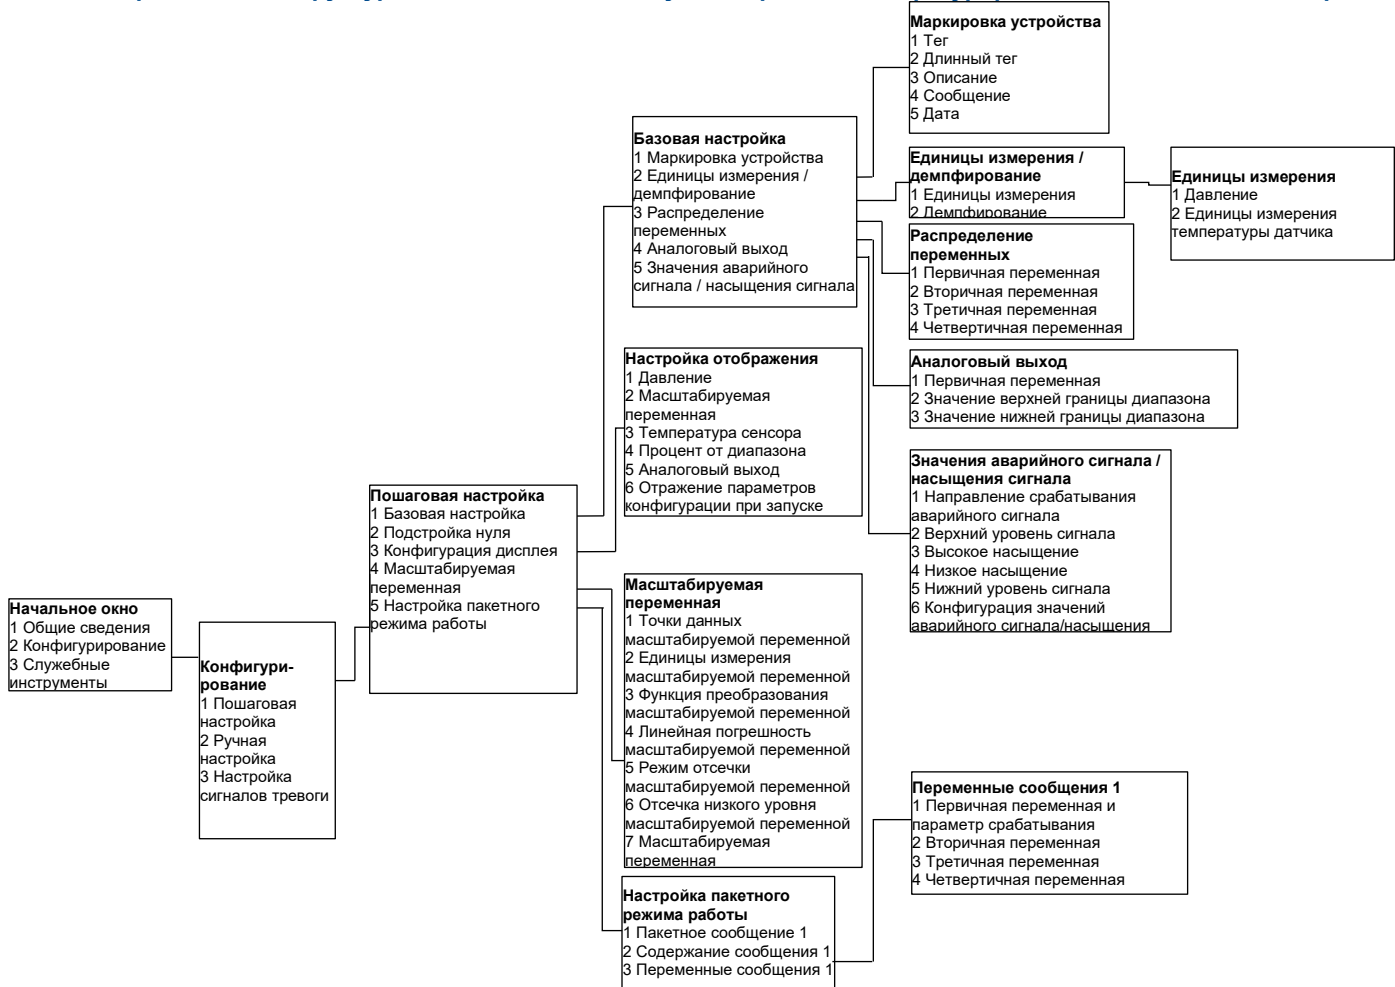 Начальное окно
1 Общие сведения
2 Конфигурирование
3 Служебные
инструменты
Конфигури-
рование
1 Пошаговая
настройка
2 Ручная
настройка
3 Настройка
сигналов тревоги
Пошаговая настройка
1 Базовая настройка
2 Подстройка нуля
3 Конфигурация дисплея
4 Масштабируемая
переменная
5 Настройка пакетного
режима работы
Базовая настройка
1 Маркировка устройства
2 Единицы измерения /
демпфирование
3 Распределение
переменных
4 Аналоговый выход
5 Значения аварийного
сигнала / насыщения сигнала
Настройка отображения
1 Давление
2 Масштабируемая
переменная
3 Температура сенсора
4 Процент от диапазона
5 Аналоговый выход
6 Отражение параметров
конфигурации при запуске
Масштабируемая
переменная
1 Точки данных
масштабируемой переменной
2 Единицы измерения
масштабируемой переменной
3 Функция преобразования
масштабируемой переменной
4 Линейная погрешность
масштабируемой переменной
5 Режим отсечки
масштабируемой переменной
6 Отсечка низкого уровня
масштабируемой переменной
7 Масштабируемая
переменная
Настройка пакетного
режима работы
1 Пакетное сообщение 1
2 Содержание сообщения 1
3 Переменные сообщения 1
Маркировка устройства
1 Тег
2 Длинный тег
3 Описание
4 Сообщение
5 Дата
Единицы измерения /
демпфирование
1 Единицы измерения
2 Демпфирование
Единицы измерения
1 Давление
2 Единицы измерения
температуры датчика
Распределение
переменных
1 Первичная переменная
2 Вторичная переменная
3 Третичная переменная
4 Четвертичная переменная
Аналоговый выход
1 Первичная переменная
2 Значение верхней границы диапазона
3 Значение нижней границы диапазона
Значения аварийного сигнала /
насыщения сигнала
1 Направление срабатывания
аварийного сигнала
2 Верхний уровень сигнала
3 Высокое насыщение
4 Низкое насыщение
5 Нижний уровень сигнала
6 Конфигурация значений
аварийного сигнала/насыщения
Переменные сообщения 1
1 Первичная переменная и
параметр срабатывания
2 Вторичная переменная
3 Третичная переменная
4 Четвертичная переменная